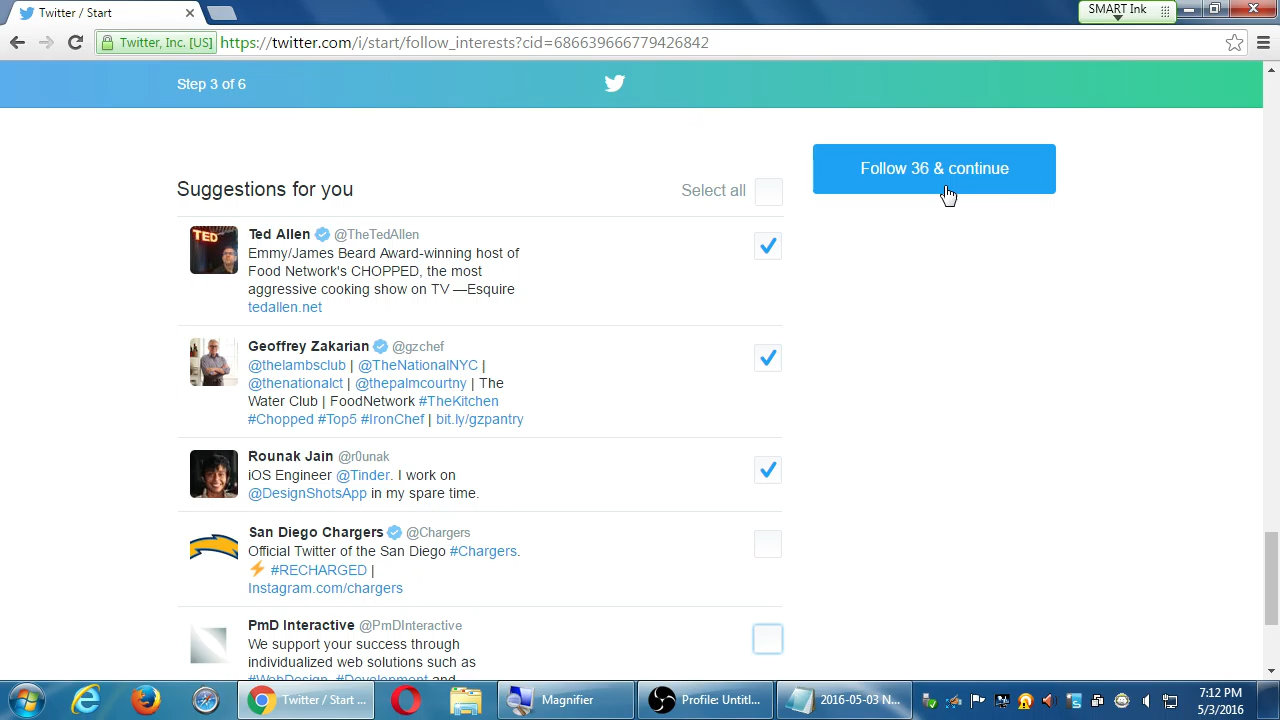 Twitter / Start
SMART Ink
Twitter, Inc. [US]
https://twitter.com/i/start/follow_interests?cid=686639666779426842
Step 3 of 6
Follow 36 & continue
Suggestions for you
Select all
TED
Ted Allen @TheTedAllen
Emmy/James Beard Award-winning host of
Food Network's CHOPPED, the most
aggressive cooking show on TV —Esquire
tedallen.net
Geoffrey Zakarian @gzchef
@thelambsclub | @TheNationalNYC |
@thenationalct | @thepalmcourtny | The
Water Club | FoodNetwork #TheKitchen
#Chopped #Top5 #IronChef | bit.ly/gzpantry
Rounak Jain @r0unak
iOS Engineer @Tinder. I work on
@DesignShotsApp in my spare time.
San Diego Chargers @Chargers
Official Twitter of the San Diego #Chargers.
⚡ #RECHARGED |
Instagram.com/chargers
PmD Interactive @PmDInteractive
We support your success through
individualized web solutions such as
#WebDesign, #Development and
Twitter / Start ...
Magnifier
Profile: Untitl...
2016-05-03 N...
7:12 PM
5/3/2016